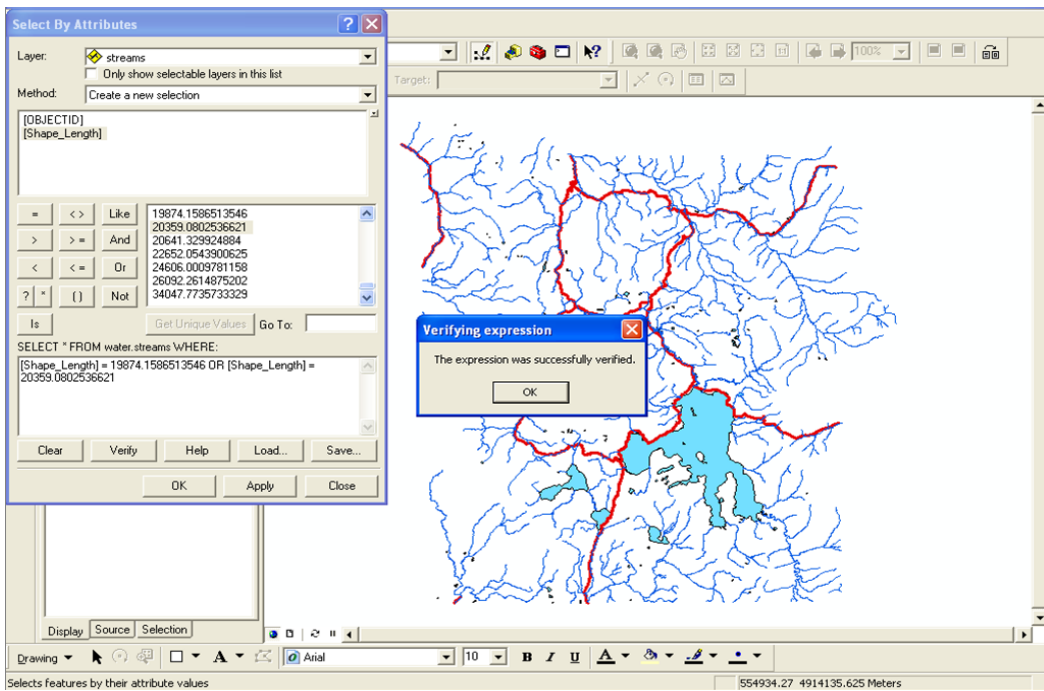 Select By Attributes
Layer:
streams
Only show selectable layers in this list
Method:
Create a new selection
[OBJECTID]
[Shape_Length]
= <> Like
> >= And
< <= Or
? * () Not
Is
19874.1586513546
20359.0802536621
20641.329924884
22652.0543900625
24606.0009781158
26092.2614875202
34047.7735733329
Get Unique Values Go To:
SELECT * FROM water.streams WHERE:
[Shape_Length] = 19874.1586513546 OR [Shape_Length] =
20359.0802536621
Clear Verify Help Load... Save...
OK Apply Close
100%
1:1
Target:
Verifying expression
The expression was successfully verified.
OK
Display Source Selection
Drawing A Arial 10 B I U A
Selects features by their attribute values
554934.27 4914135.625 Meters